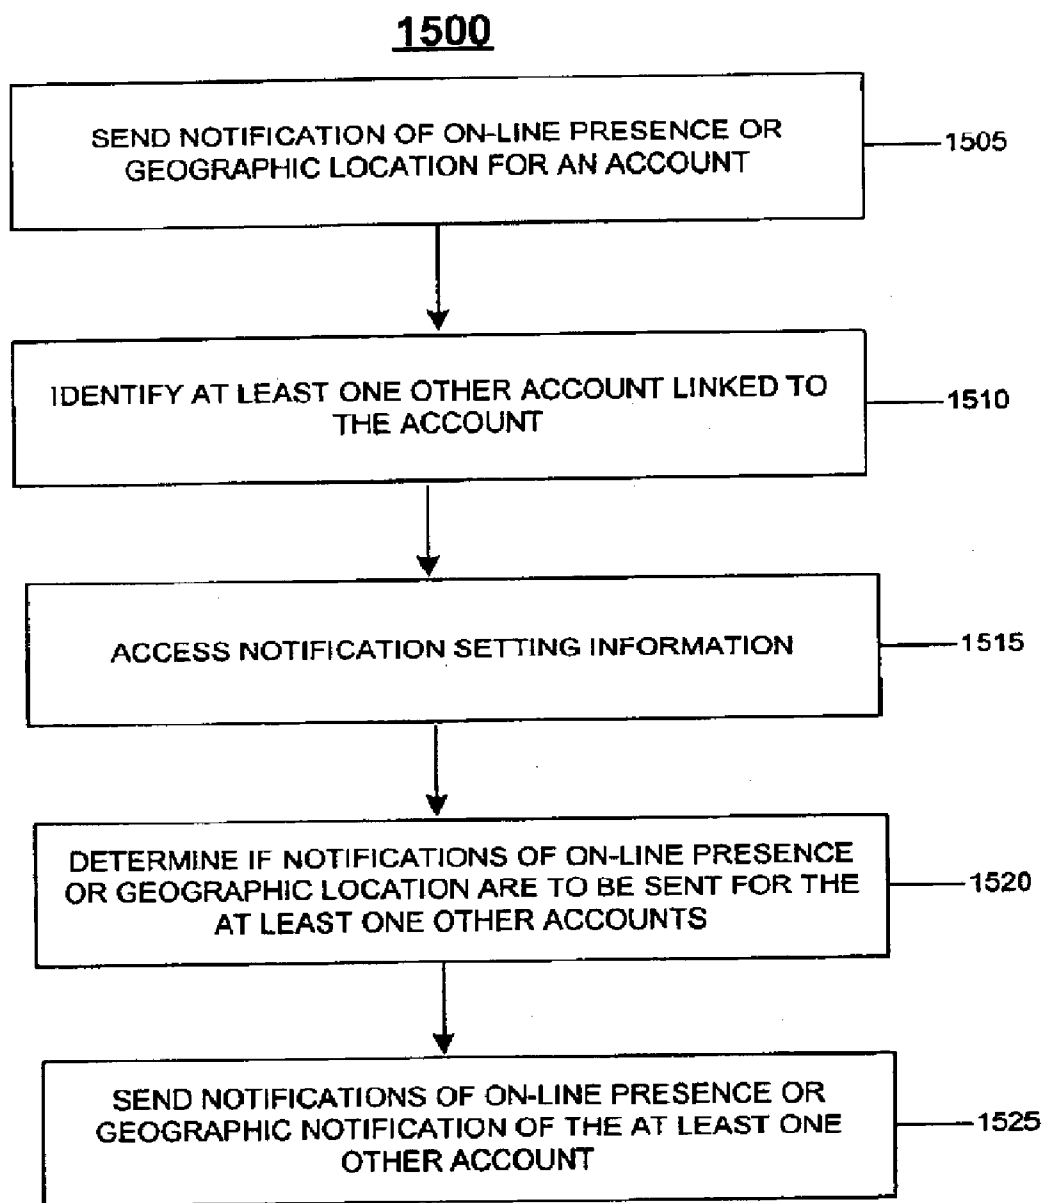 1500
SEND NOTIFICATION OF ON-LINE PRESENCE OR
GEOGRAPHIC LOCATION FOR AN ACCOUNT
1505
IDENTIFY AT LEAST ONE OTHER ACCOUNT LINKED TO
THE ACCOUNT
1510
ACCESS NOTIFICATION SETTING INFORMATION
1515
DETERMINE IF NOTIFICATIONS OF ON-LINE PRESENCE
OR GEOGRAPHIC LOCATION ARE TO BE SENT FOR THE
AT LEAST ONE OTHER ACCOUNTS
1520
SEND NOTIFICATIONS OF ON-LINE PRESENCE OR
GEOGRAPHIC NOTIFICATION OF THE AT LEAST ONE
OTHER ACCOUNT
1525